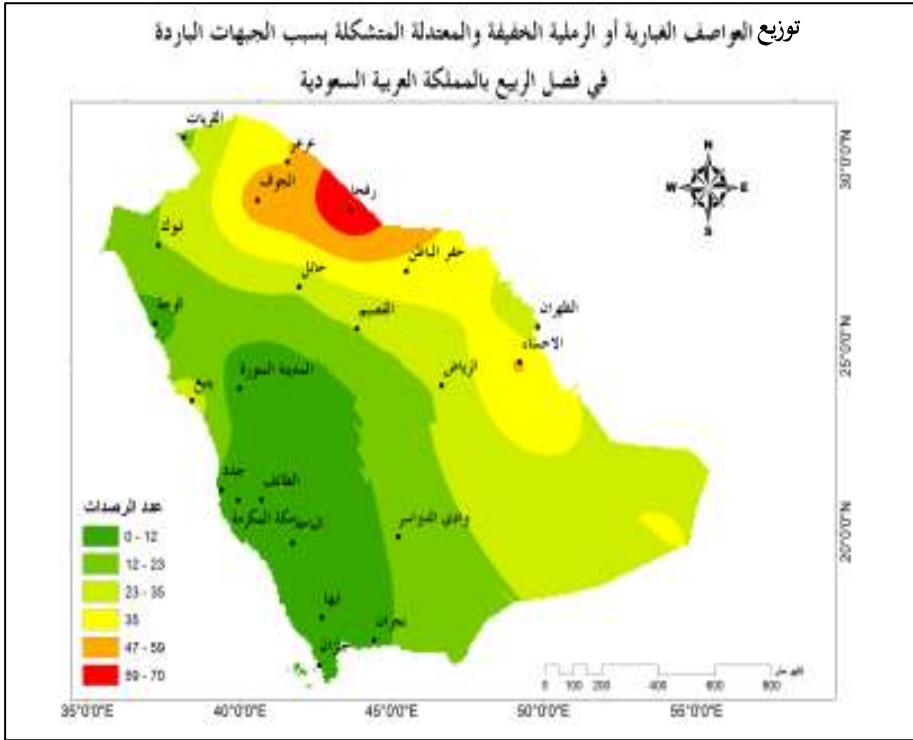 توزيع العواصف الغبارية أو الرملية الخفيفة والمعتدلة المتشكلة بسبب الجبهات الباردة
في فصل الربيع بالمملكة العربية السعودية
القريات
عرعر
الجوف
رفحا
N
W E
S
30°0'0"N
تبوك
حفر الباطن
حائل
الوجة
القصيم
الظهران
الاحساء
25°0'0"N
المدينة المنورة
الرياض
ينبع
جدة
الطائف
مكة المكرمة
وادي الدواسر
20°0'0"N
ابها
نجران
جيزان
عدد الرصدات
0 - 12
12 - 23
23 - 35
35
47 - 59
59 - 70
0 100 200 400 600 800
35°0'0"E 40°0'0"E 45°0'0"E 50°0'0"E 55°0'0"E